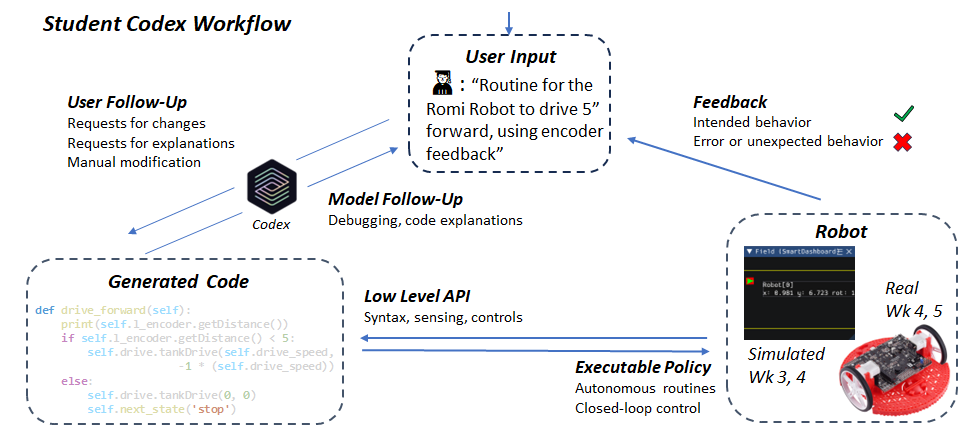 Student Codex Workflow
User Input
: “Routine for the
Romi Robot to drive 5”
forward, using encoder
feedback”
User Follow-Up
Requests for changes
Requests for explanations
Manual modification
Feedback
Intended behavior
Error or unexpected behavior
Codex
Model Follow-Up
Debugging, code explanations
Generated Code
def drive_forward(self):
print(self.l_encoder.getDistance())
if self.l_encoder.getDistance() < 5:
self.drive.tankDrive(self.drive_speed,
-1 * (self.drive_speed))
else:
self.drive.tankDrive(0, 0)
self.next_state('stop')
Low Level API
Syntax, sensing, controls
Executable Policy
Autonomous routines
Closed-loop control
Robot
Field (SmartDashboard
Robot[0]
x: 0.981 y: 6.723 rot: 1
Real
Wk 4, 5
Simulated
Wk 3, 4